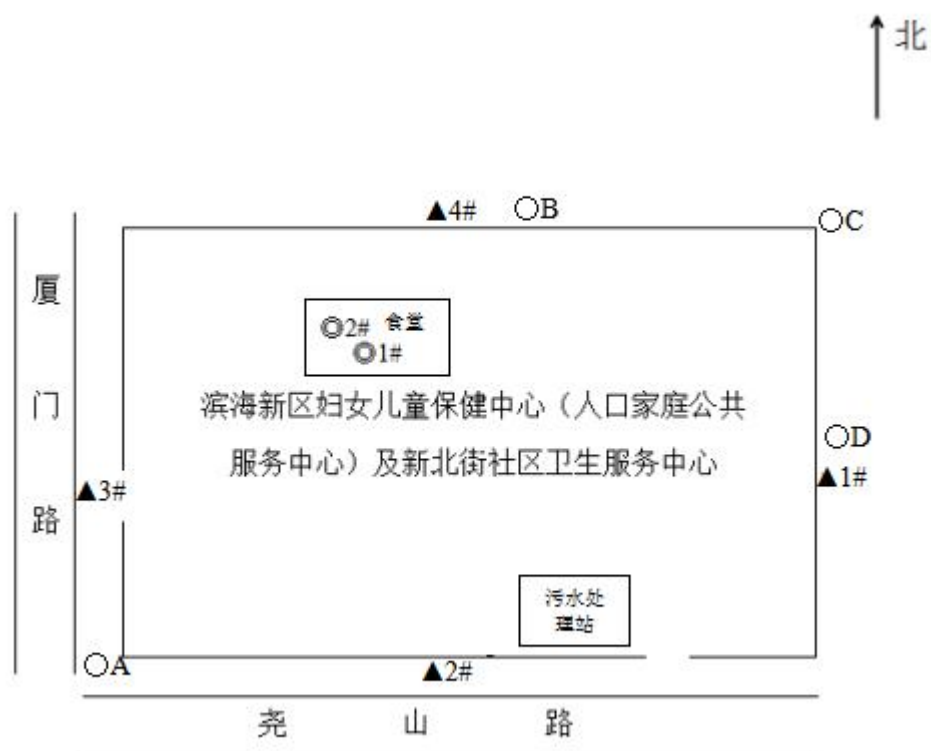 北
▲4#
○B
○C
厦
门
路
◎2# 食堂
◎1#
滨海新区妇女儿童保健中心（人口家庭公共
服务中心）及新北街社区卫生服务中心
○D
▲1#
▲3#
污水处
理站
○A
▲2#
尧 山 路